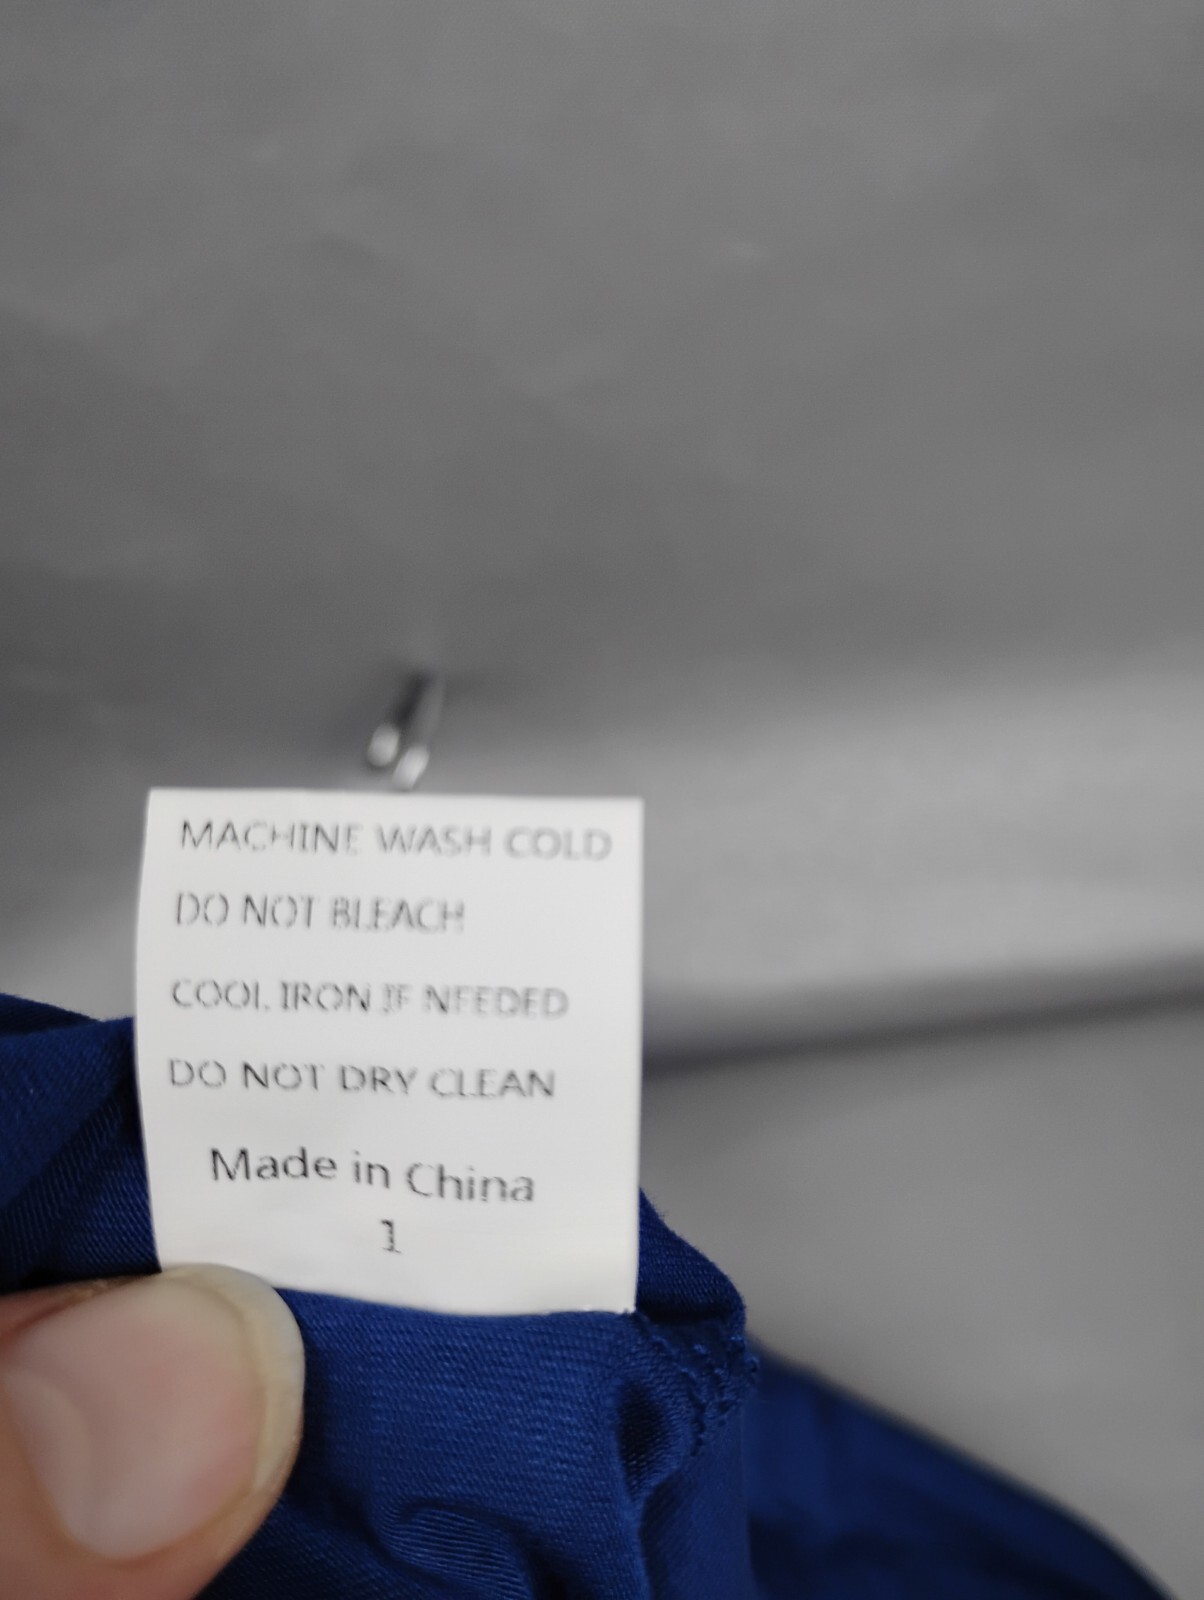 MACHINE WASH COLD
DO NOT BLEACH
COOL IRON IF NEEDED
DO NOT DRY CLEAN
Made in China
1